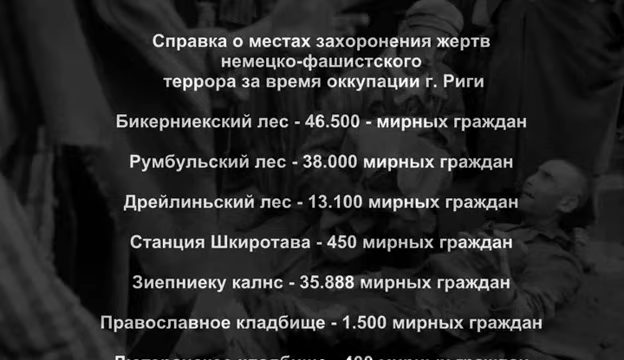 Справка о местах захоронения жертв
немецко-фашистского
террора за время оккупации г. Риги
Бикерниекский лес - 46.500 - мирных граждан
Румбульский лес - 38.000 мирных граждан
Дрейлиньский лес - 13.100 мирных граждан
Станция Шкиротава - 450 мирных граждан
Зиепниеку калнс - 35.888 мирных граждан
Православное кладбище - 1.500 мирных граждан